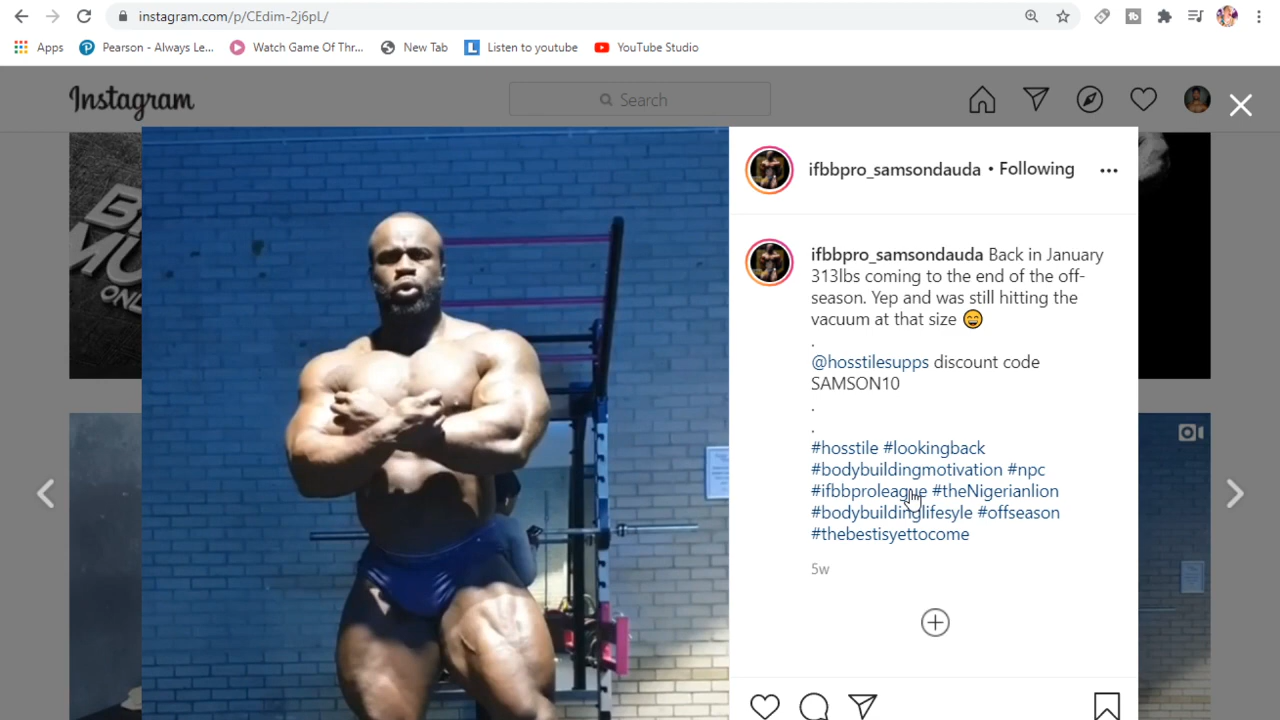 instagram.com/p/CEdim-2j6pL/
Apps
Pearson - Always Le...
Watch Game Of Thr...
New Tab
Listen to youtube
YouTube Studio
Instagram
Search
ifbbpro_samsondauda • Following
ifbbpro_samsondauda Back in January
313lbs coming to the end of the off-
season. Yep and was still hitting the
vacuum at that size 😄
.
@hosstilesupps discount code
SAMSON10
.
.
#hosstile #lookingback
#bodybuildingmotivation #npc
#ifbbproleague #theNigerianlion
#bodybuildinglifesyle #offseason
#thebestisyettocome
5w